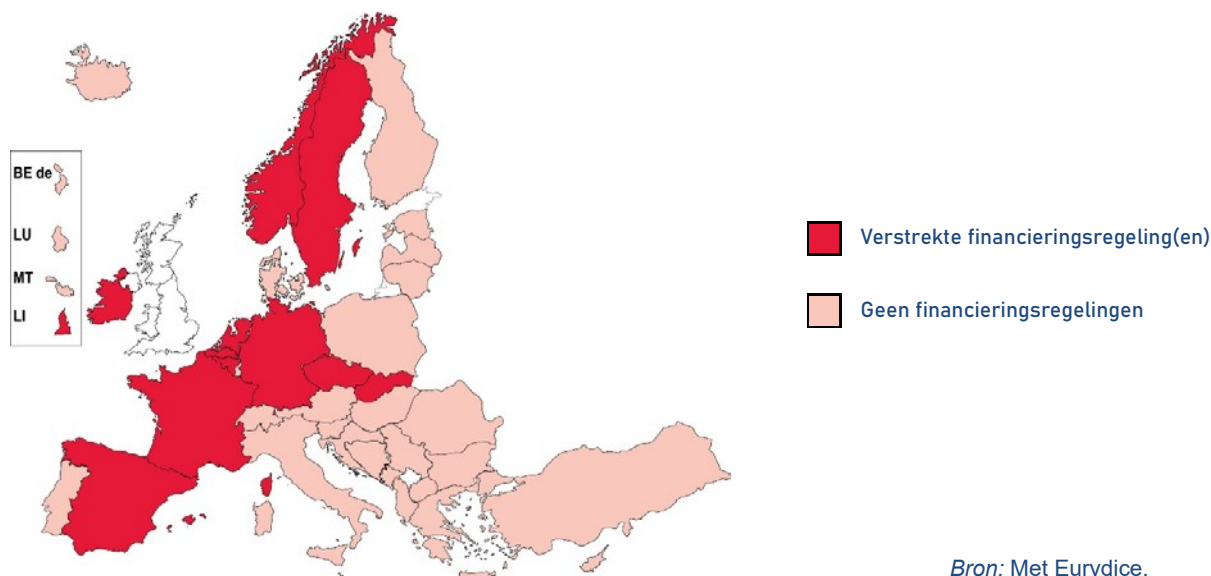 BE de
LU
MT
LI
Verstrekte financieringsregeling(en)
Geen financieringsregelingen
Bron: Met Eurydice.